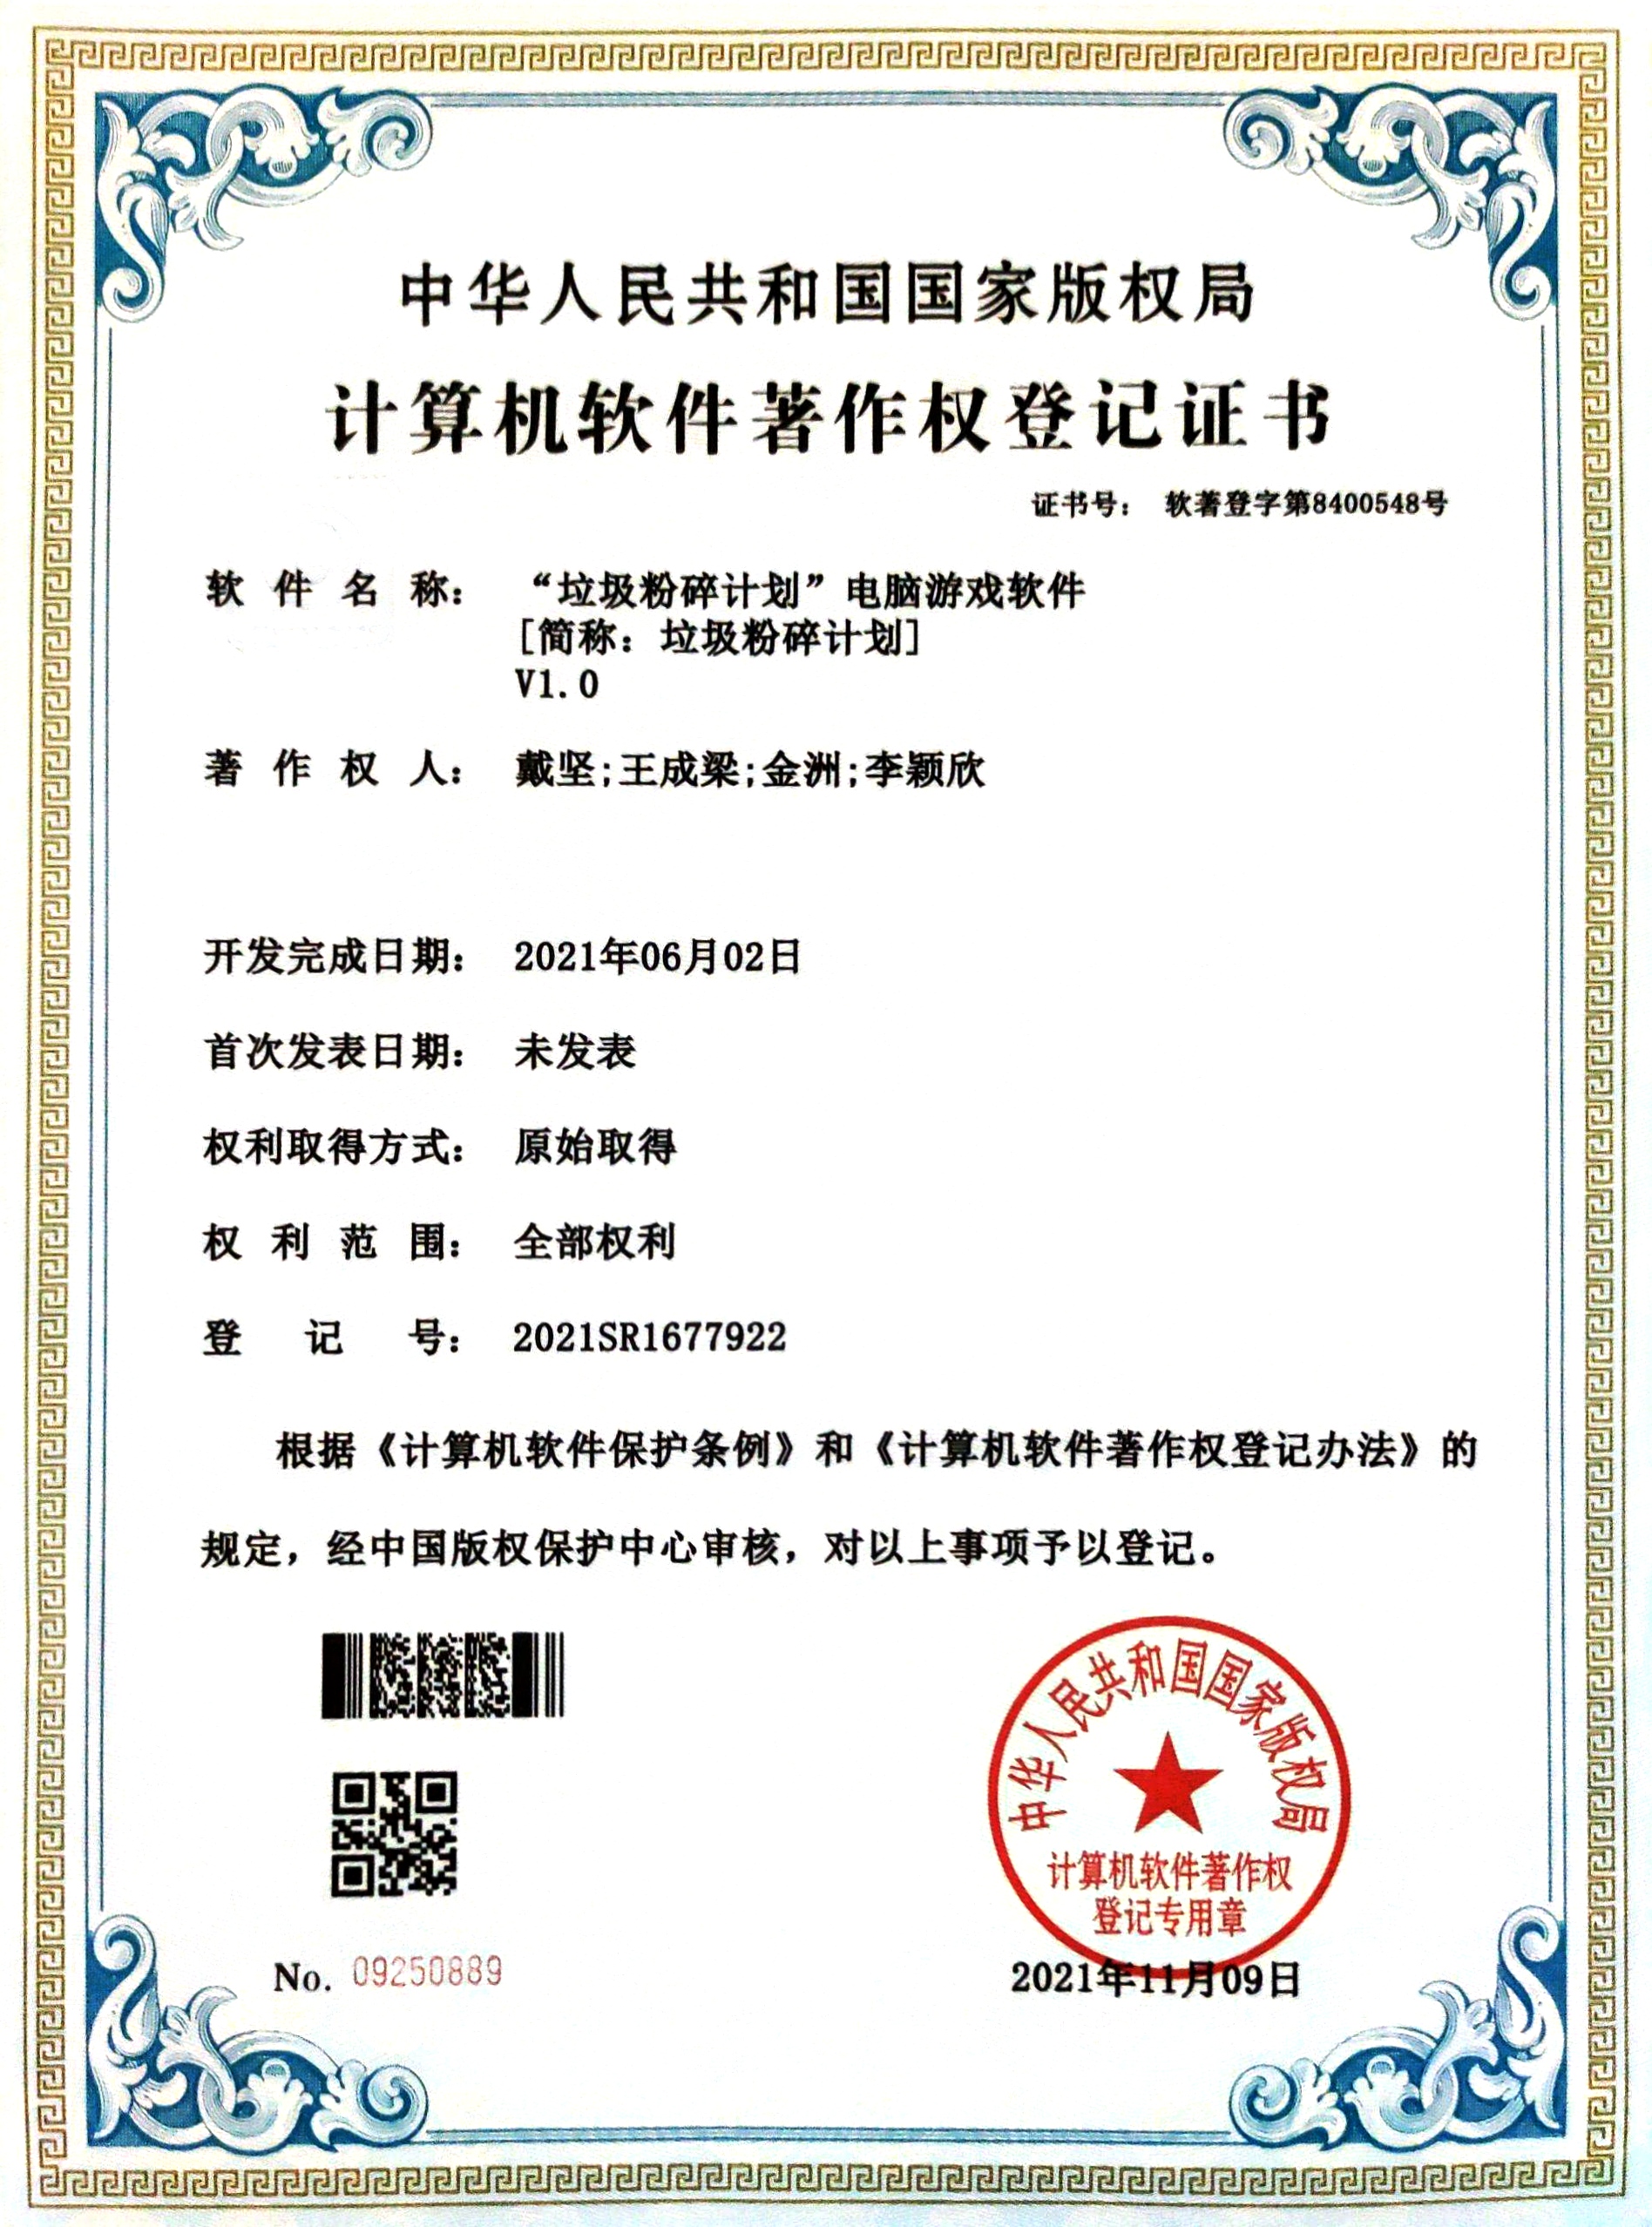 中华人民共和国国家版权局
计算机软件著作权登记证书
证书号： 软著登字第8400548号
软件名称： “垃圾粉碎计划”电脑游戏软件
[简称：垃圾粉碎计划]
V1.0
著作权人： 戴坚;王成梁;金洲;李颖欣
开发完成日期： 2021年06月02日
首次发表日期： 未发表
权利取得方式： 原始取得
权利范围： 全部权利
登记号： 2021SR1677922
根据《计算机软件保护条例》和《计算机软件著作权登记办法》的
规定，经中国版权保护中心审核，对以上事项予以登记。
中华人民共和国国家版权局
计算机软件著作权
登记专用章
No. 09250889
2021年11月09日